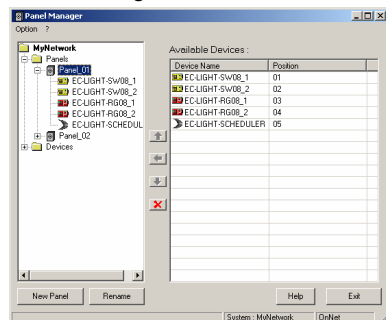 Panel Manager
Option ?
MyNetwork
Panels
Panel_01
EC-LIGHT-SW08_1
EC-LIGHT-SW08_2
EC-LIGHT-RG08_1
EC-LIGHT-RG08_2
EC-LIGHT-SCHEDUL
Panel_02
Devices
Available Devices :
Device Name Position
EC-LIGHT-SW08_1 01
EC-LIGHT-SW08_2 02
EC-LIGHT-RG08_1 03
EC-LIGHT-RG08_2 04
EC-LIGHT-SCHEDULER 05
New Panel Rename Help Exit
System : MyNetwork OnNet